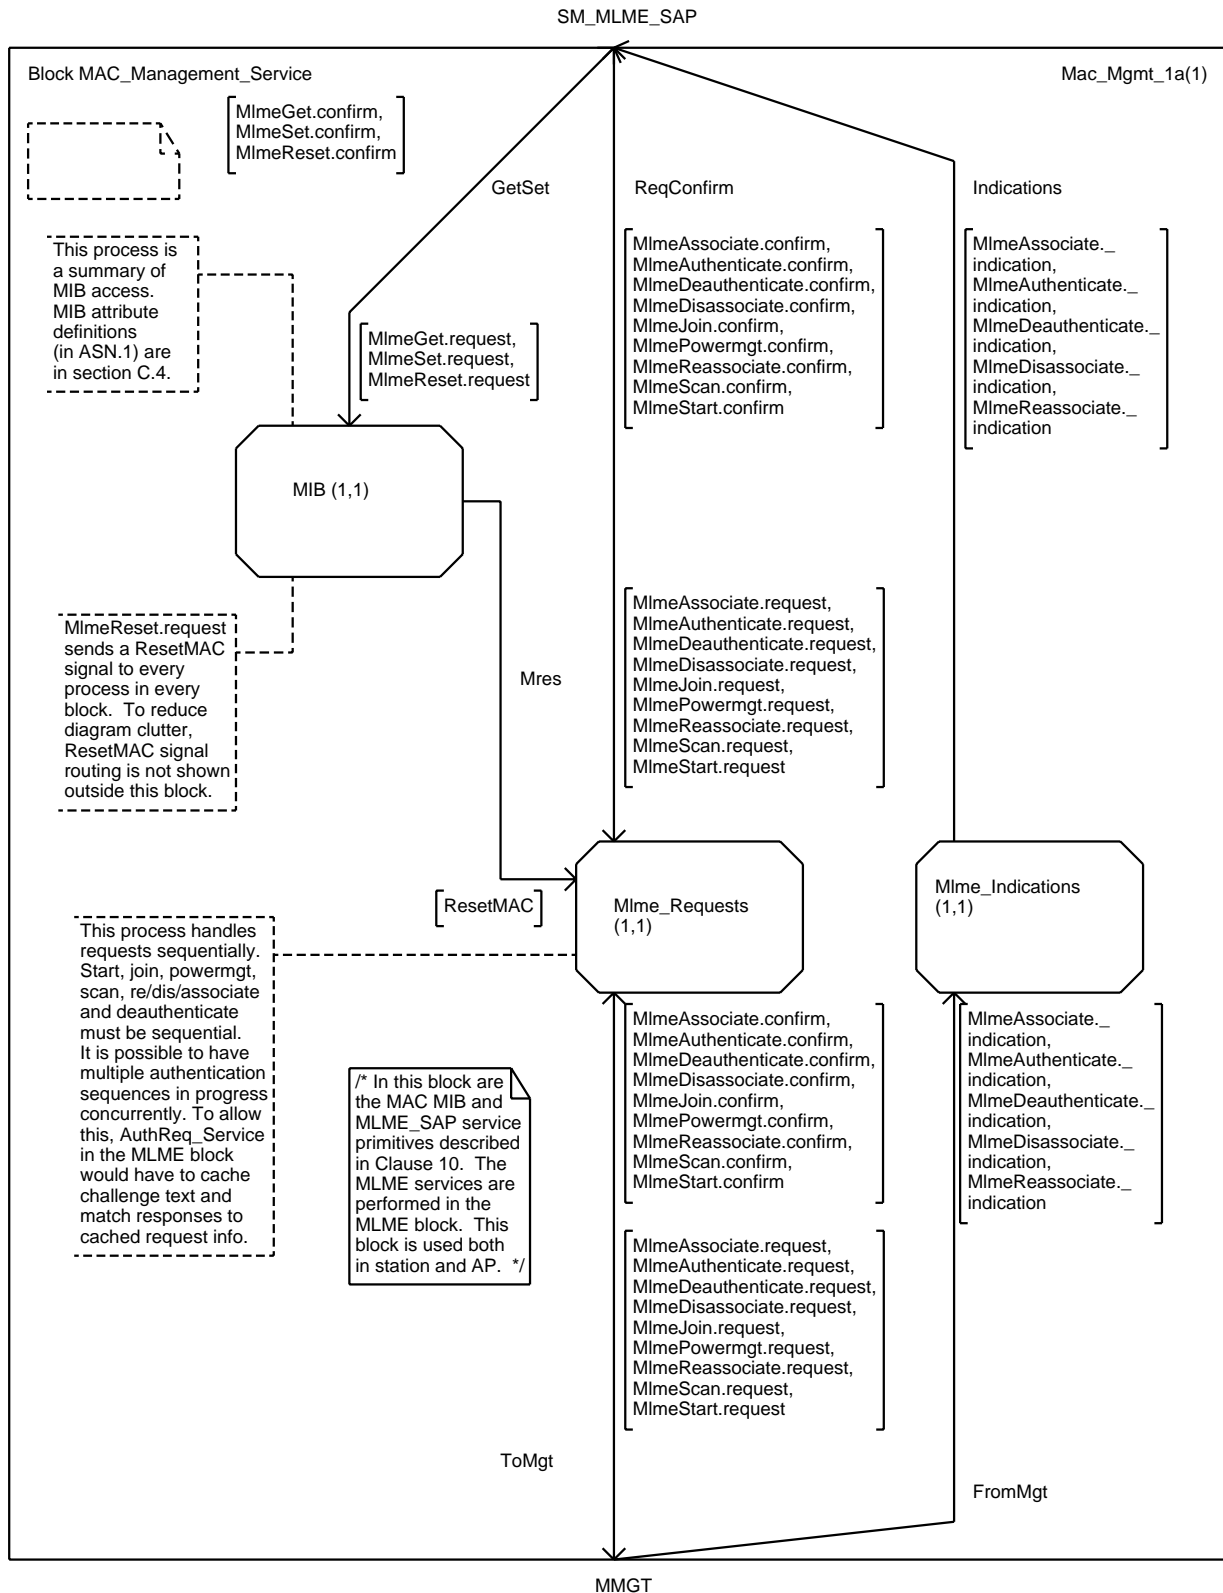 SM_MLME_SAP
Block MAC_Management_Service
Mac_Mgmt_1a(1)
MlmeGet.confirm,
MlmeSet.confirm,
MlmeReset.confirm
GetSet
ReqConfirm
Indications
This process is
a summary of
MIB access.
MIB attribute
definitions
(in ASN.1) are
in section C.4.
MlmeGet.request,
MlmeSet.request,
MlmeReset.request
MlmeAssociate.confirm,
MlmeAuthenticate.confirm,
MlmeDeauthenticate.confirm,
MlmeDisassociate.confirm,
MlmeJoin.confirm,
MlmePowermgt.confirm,
MlmeReassociate.confirm,
MlmeScan.confirm,
MlmeStart.confirm
MlmeAssociate._
indication,
MlmeAuthenticate._
indication,
MlmeDeauthenticate._
indication,
MlmeDisassociate._
indication,
MlmeReassociate._
indication
MIB (1,1)
MlmeReset.request
sends a ResetMAC
signal to every
process in every
block.  To reduce
diagram clutter,
ResetMAC signal
routing is not shown
outside this block.
Mres
MlmeAssociate.request,
MlmeAuthenticate.request,
MlmeDeauthenticate.request,
MlmeDisassociate.request,
MlmeJoin.request,
MlmePowermgt.request,
MlmeReassociate.request,
MlmeScan.request,
MlmeStart.request
ResetMAC
Mlme_Requests
(1,1)
Mlme_Indications
(1,1)
This process handles
requests sequentially.
Start, join, powermgt,
scan, re/dis/associate
and deauthenticate
must be sequential.
It is possible to have
multiple authentication
sequences in progress
concurrently. To allow
this, AuthReq_Service
in the MLME block
would have to cache
challenge text and
match responses to
cached request info.
/* In this block are
the MAC MIB and
MLME_SAP service
primitives described
in Clause 10.  The
MLME services are
performed in the
MLME block.  This
block is used both
in station and AP.  */
MlmeAssociate.confirm,
MlmeAuthenticate.confirm,
MlmeDeauthenticate.confirm,
MlmeDisassociate.confirm,
MlmeJoin.confirm,
MlmePowermgt.confirm,
MlmeReassociate.confirm,
MlmeScan.confirm,
MlmeStart.confirm
MlmeAssociate._
indication,
MlmeAuthenticate._
indication,
MlmeDeauthenticate._
indication,
MlmeDisassociate._
indication,
MlmeReassociate._
indication
MlmeAssociate.request,
MlmeAuthenticate.request,
MlmeDeauthenticate.request,
MlmeDisassociate.request,
MlmeJoin.request,
MlmePowermgt.request,
MlmeReassociate.request,
MlmeScan.request,
MlmeStart.request
ToMgt
FromMgt
MMGT